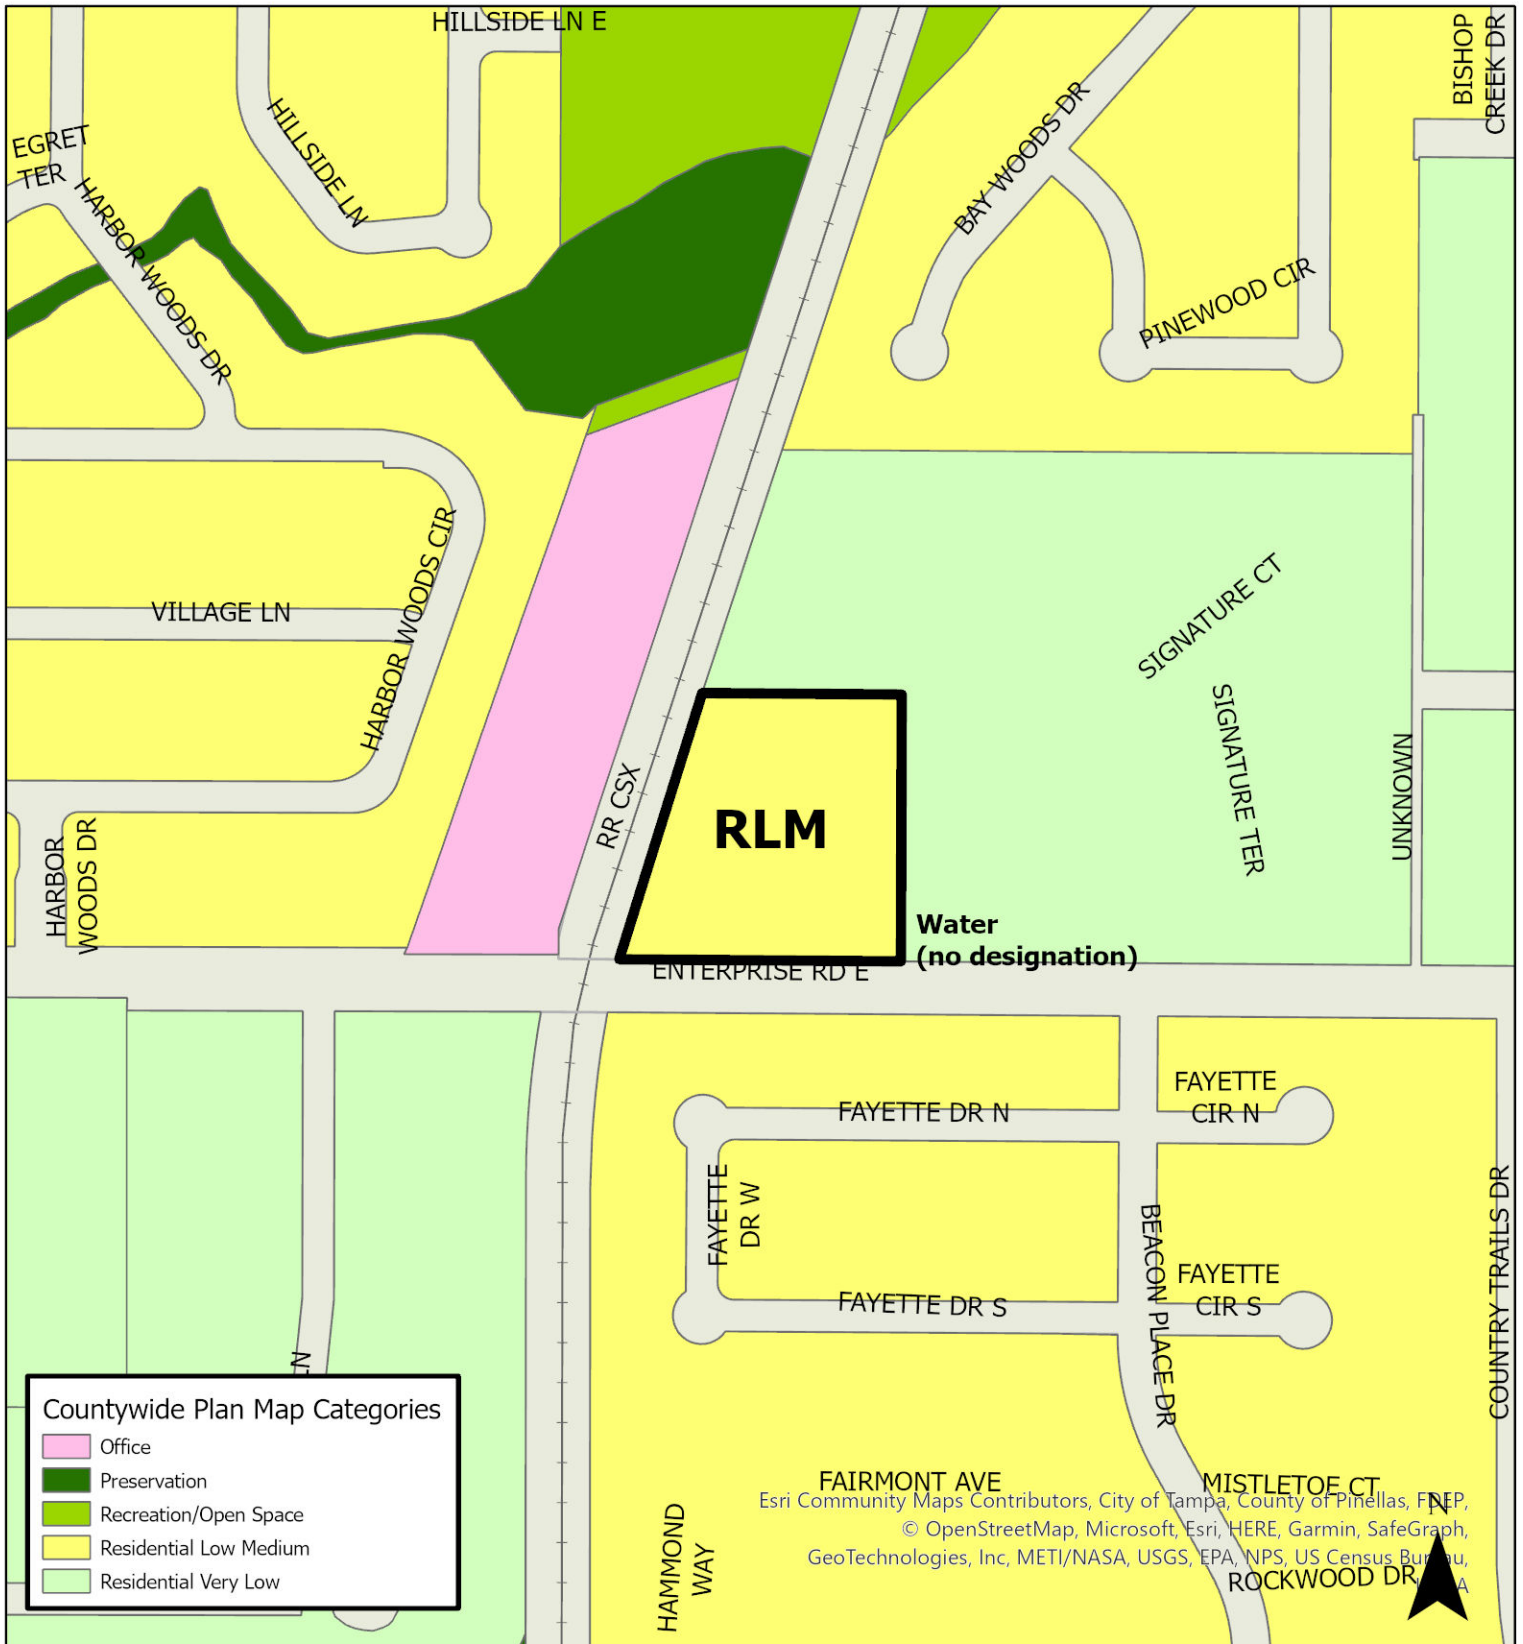 HILLSIDE LN E
BISHOP
CREEK DR
EGRET
TER
HILLSIDE LN
BAY WOODS DR
HARBOR WOODS DR
PINEWOOD CIR
HARBOR WOODS CIR
VILLAGE LN
SIGNATURE CT
SIGNATURE TER
UNKNOWN
RR CSX
RLM
HARBOR
WOODS DR
Water
(no designation)
ENTERPRISE RD E
FAYETTE DR N
FAYETTE
CIR N
FAYETTE
DR W
BEACON PLACE DR
FAYETTE
CIR S
FAYETTE DR S
COUNTRY TRAILS DR
LN
Countywide Plan Map Categories
Office
Preservation
Recreation/Open Space
Residential Low Medium
Residential Very Low
FAIRMONT AVE
MISTLETOE CT
HAMMOND
WAY
ROCKWOOD DR
N
Esri Community Maps Contributors, City of Tampa, County of Pinellas, FDEP,
© OpenStreetMap, Microsoft, Esri, HERE, Garmin, SafeGraph,
GeoTechnologies, Inc, METI/NASA, USGS, EPA, NPS, US Census Bureau,